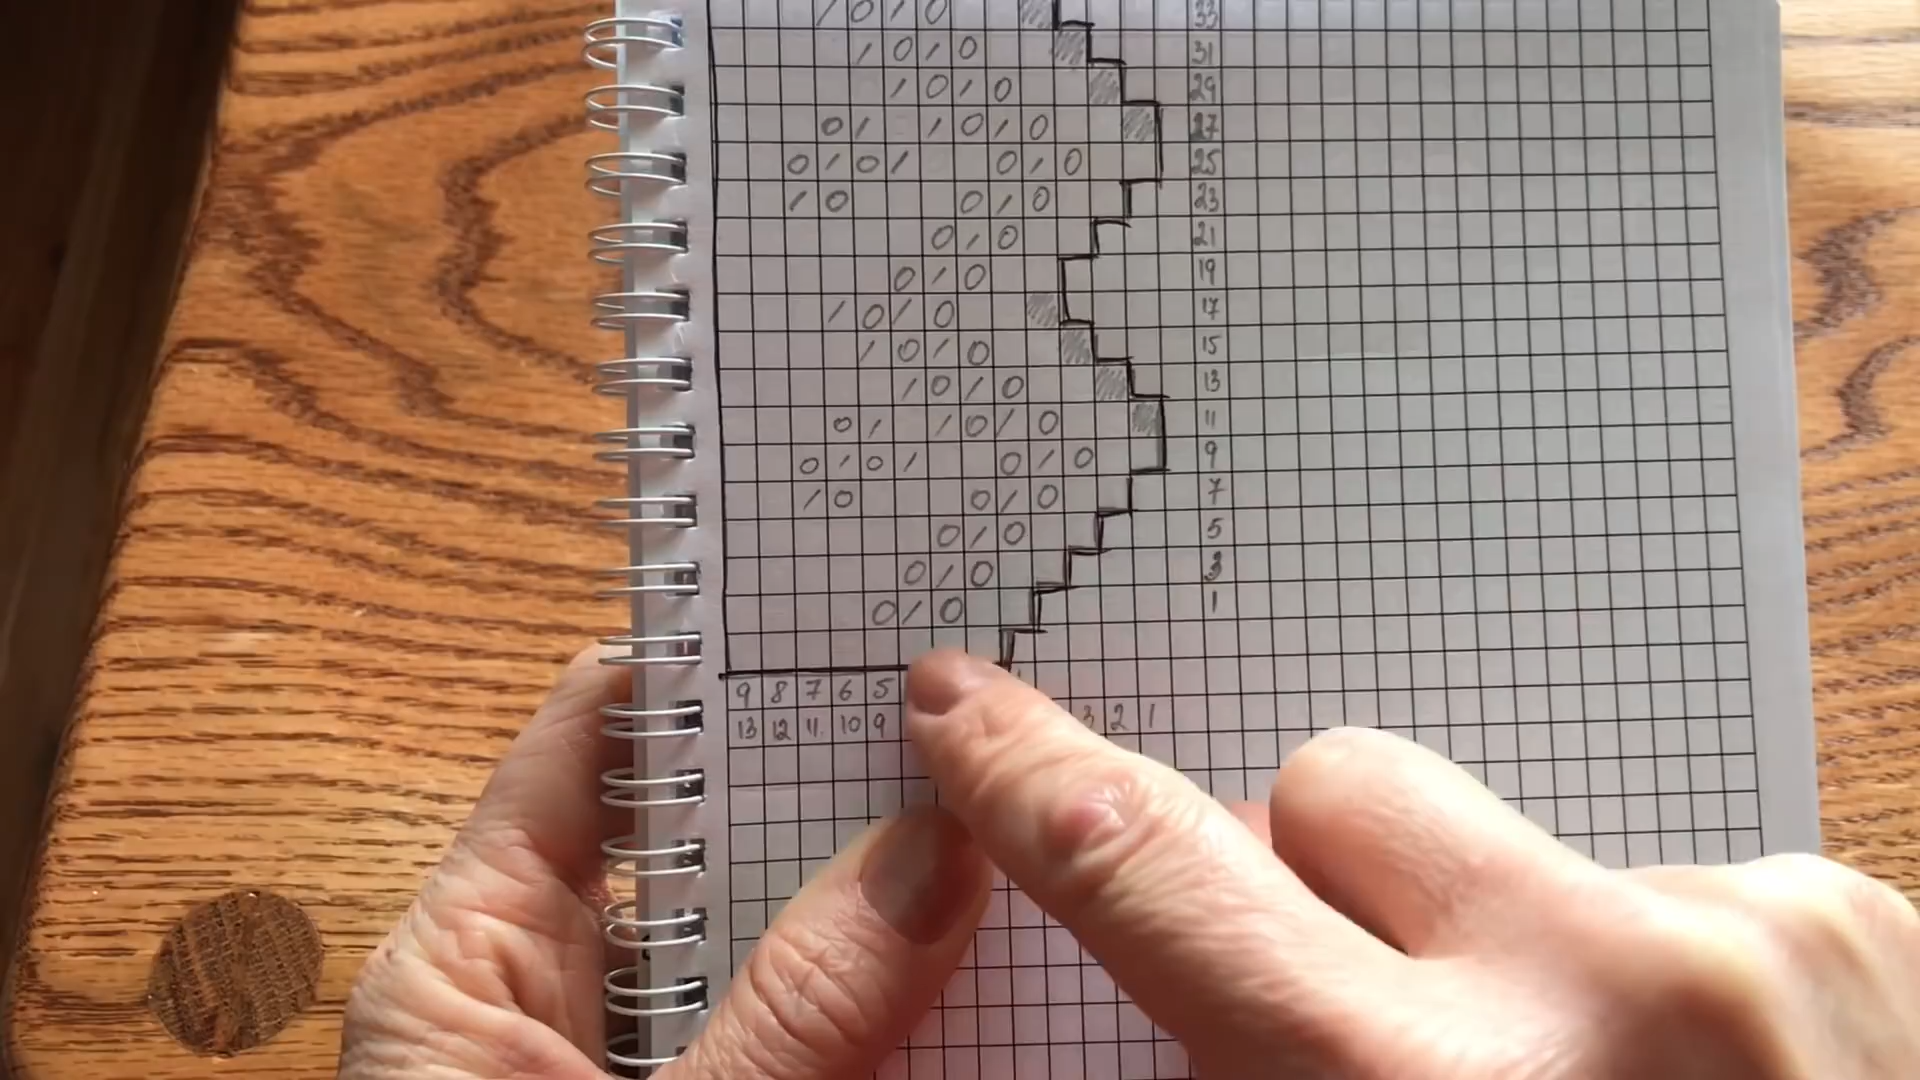 / O / O 33
/ O / O 31
/ O / O 29
O / / O / O 27
O / O / O / O 25
/ O O / O 23
O / O 21
O / O 19
/ O / O 17
/ O / O 15
/ O / O 13
O / / O / O 11
O / O / O / O 9
/ O O / O 7
O / O 5
O / O 3
O / O 1
9 8 7 6 5
13 12 11 10 9 3 2 1